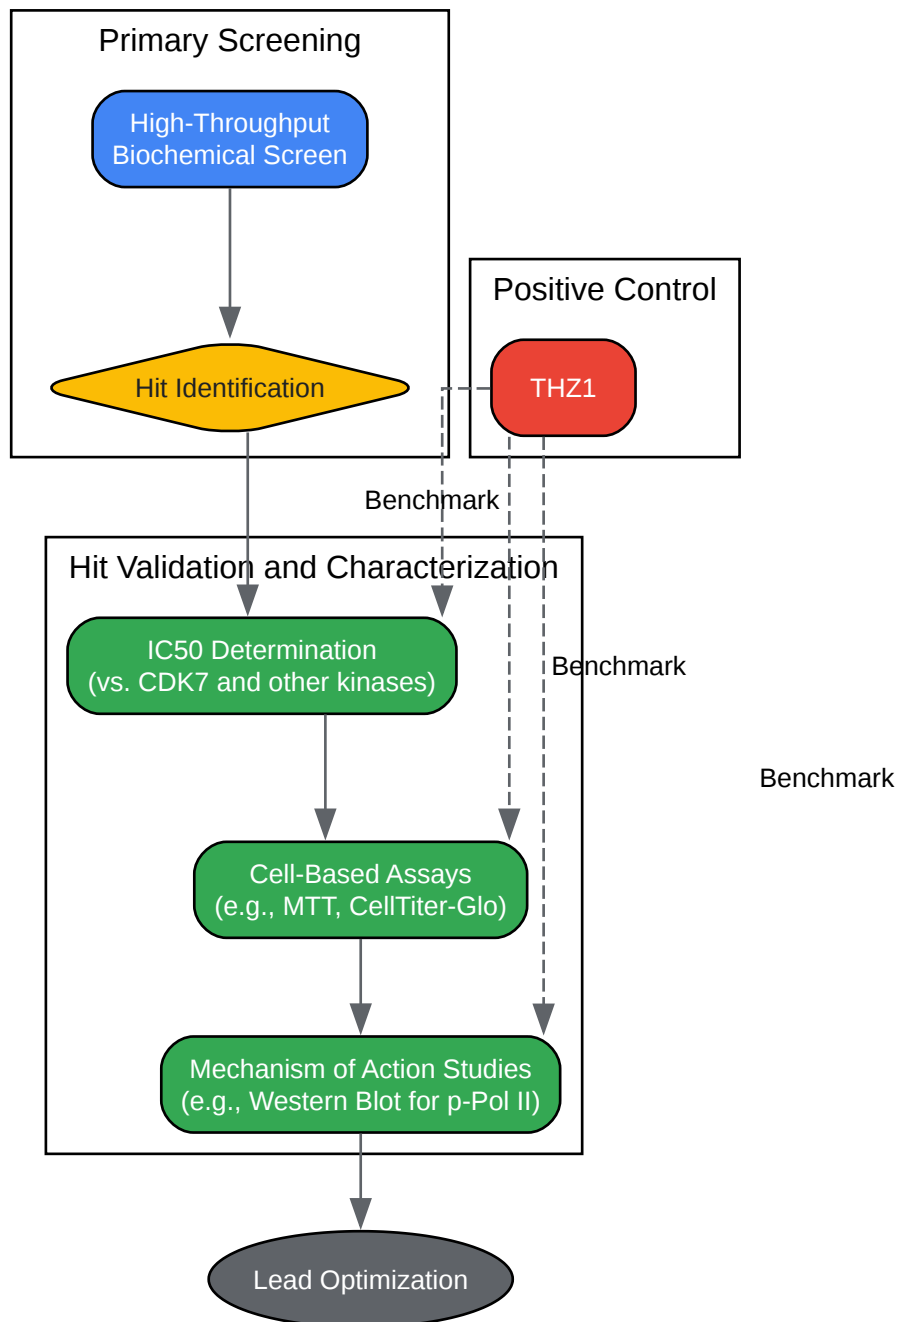 Primary Screening
High-Throughput
Biochemical Screen
Positive Control
THZ1
Hit Identification
Benchmark
Hit Validation and Characterization
IC50 Determination
(vs. CDK7 and other kinases)
Benchmark
Benchmark
Cell-Based Assays
(e.g., MTT, CellTiter-Glo)
Mechanism of Action Studies
(e.g., Western Blot for p-Pol II)
Lead Optimization